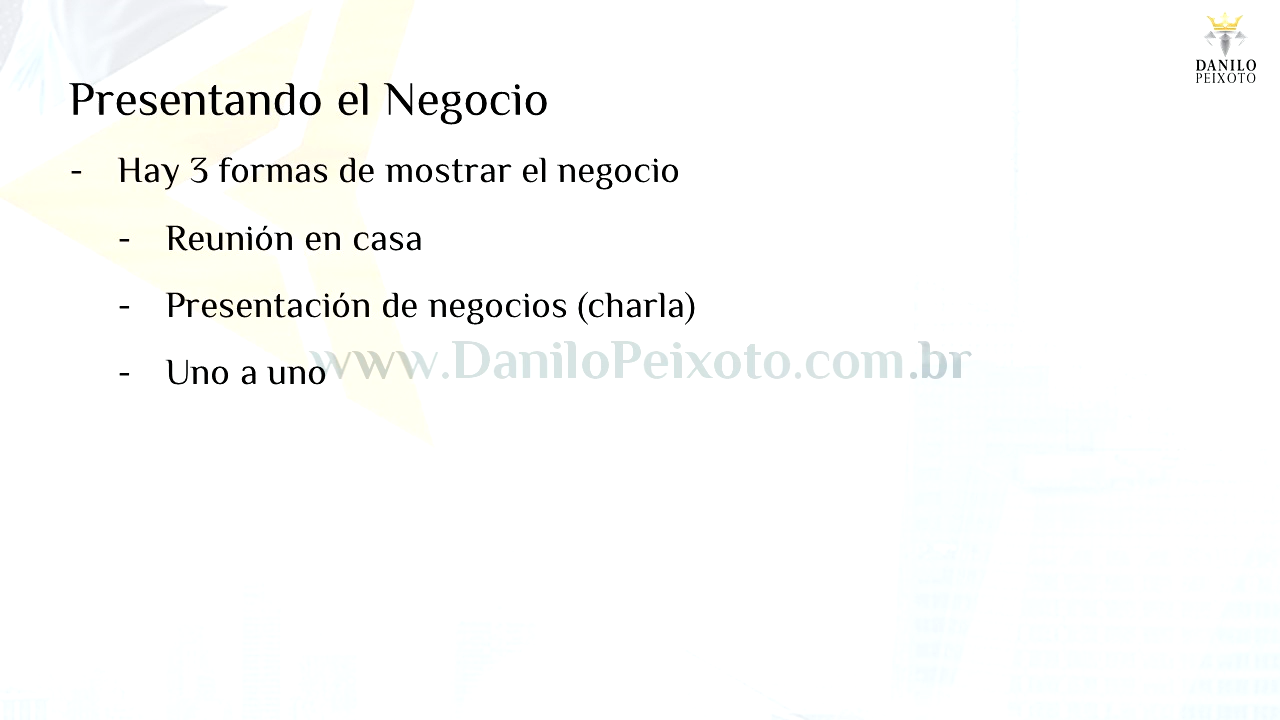 DANILO
PEIXOTO
Presentando el Negocio
- Hay 3 formas de mostrar el negocio
- Reunión en casa
- Presentación de negocios (charla)
- Uno a uno
www.DaniloPeixoto.com.br